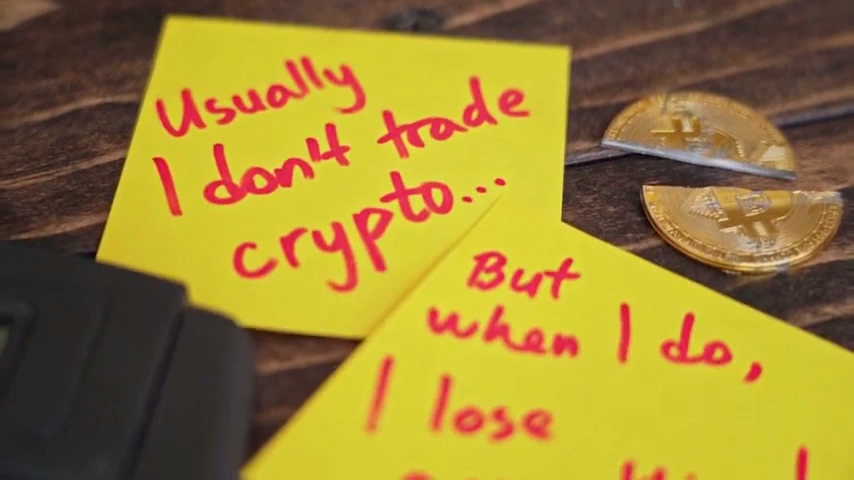 Usually
I don't trade
crypto...
But
when I do,
I lose